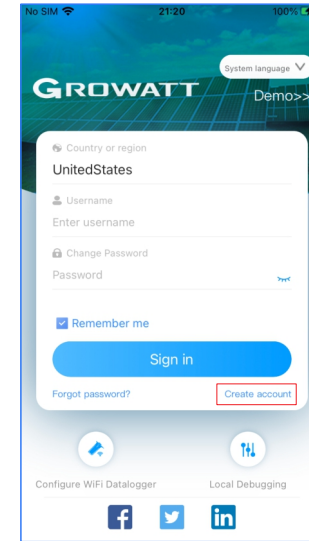 No SIM 21:20 100%
System language V
GROWATT
Demo>>
Country or region
UnitedStates
Username
Enter username
Change Password
Password
Remember me
Sign in
Forgot password? Create account
Configure WiFi Datalogger Local Debugging